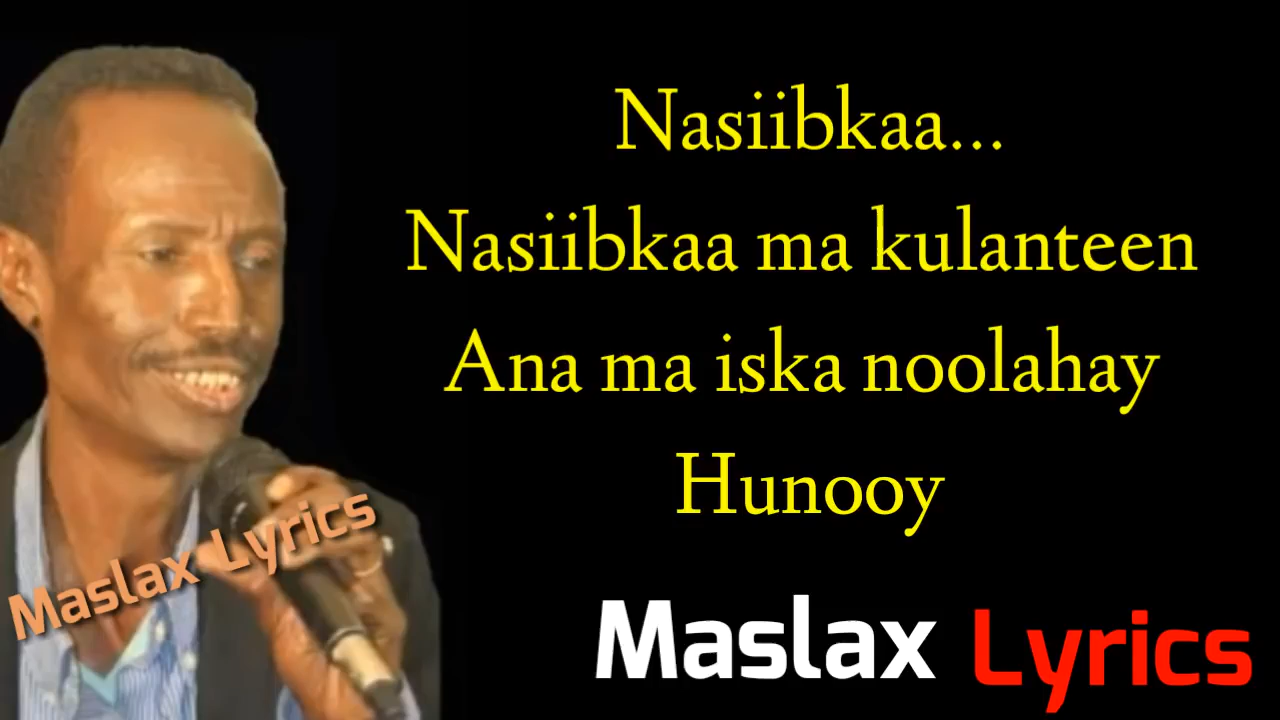 Nasiibkaa...
Nasiibkaa ma kulanteen
Ana ma iska noolahay
Hunooy
Maslax Lyrics
Maslax Lyrics